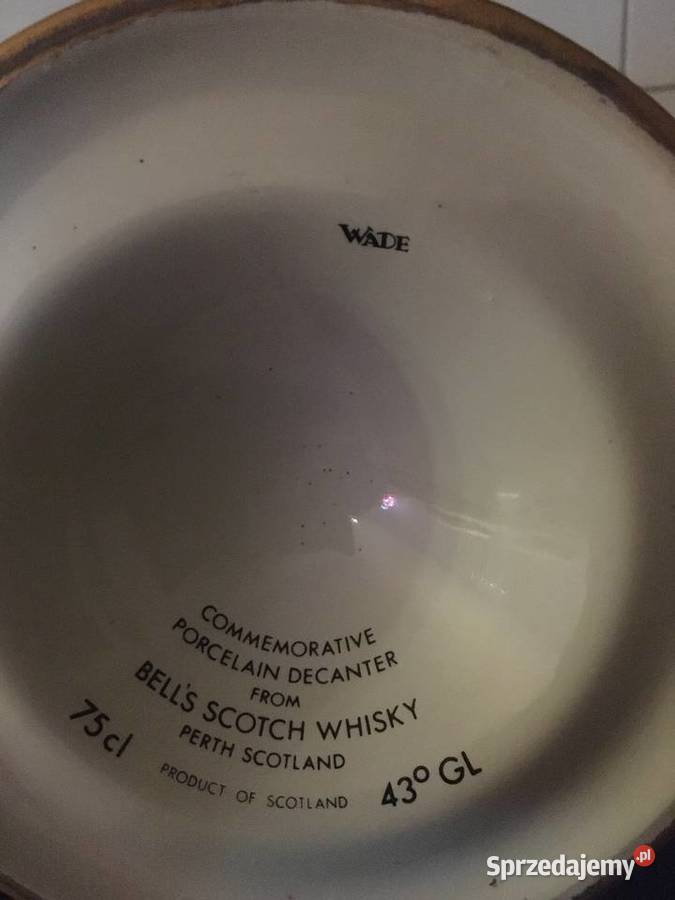 WADE
COMMEMORATIVE
PORCELAIN DECANTER
FROM
BELL'S SCOTCH WHISKY
PERTH SCOTLAND
75cl
PRODUCT OF SCOTLAND
43° GL
Sprzedajemy.pl